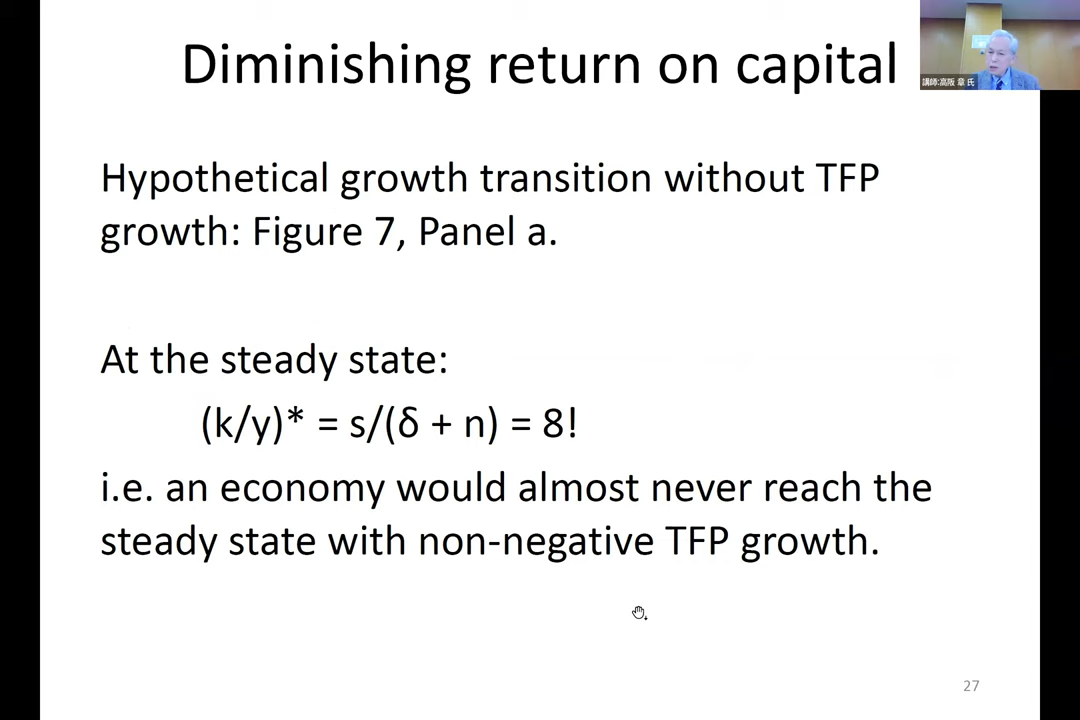 Diminishing return on capital
講師:高阪 章 氏
Hypothetical growth transition without TFP
growth: Figure 7, Panel a.
At the steady state:
(k/y)* = s/(δ + n) = 8!
i.e. an economy would almost never reach the
steady state with non-negative TFP growth.
27